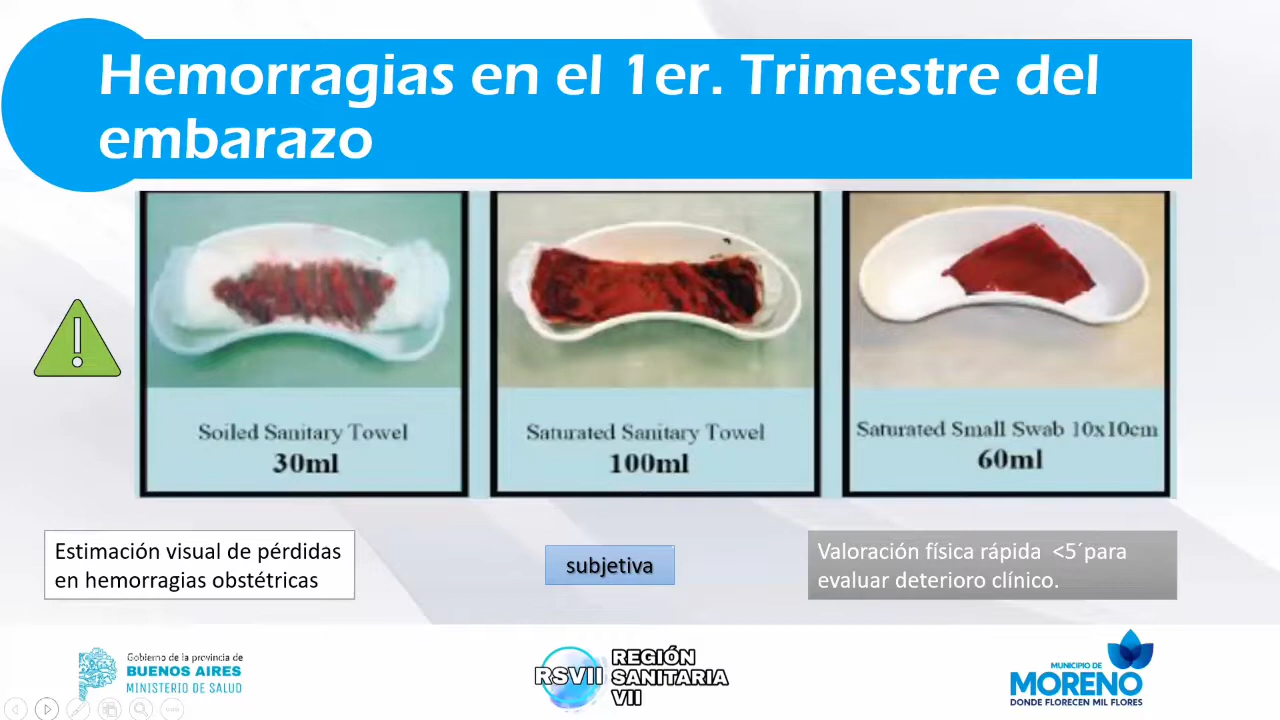 Hemorragias en el 1er. Trimestre del
embarazo
Soiled Sanitary Towel
30ml
Saturated Sanitary Towel
100ml
Saturated Small Swab 10x10cm
60ml
Estimación visual de pérdidas
en hemorragias obstétricas
subjetiva
Valoración física rápida <5´para
evaluar deterioro clínico.
Gobierno de la provincia de
BUENOS AIRES
MINISTERIO DE SALUD
RSVII
REGIÓN
SANITARIA
VII
MUNICIPIO DE
MORENO
DONDE FLORECEN MIL FLORES